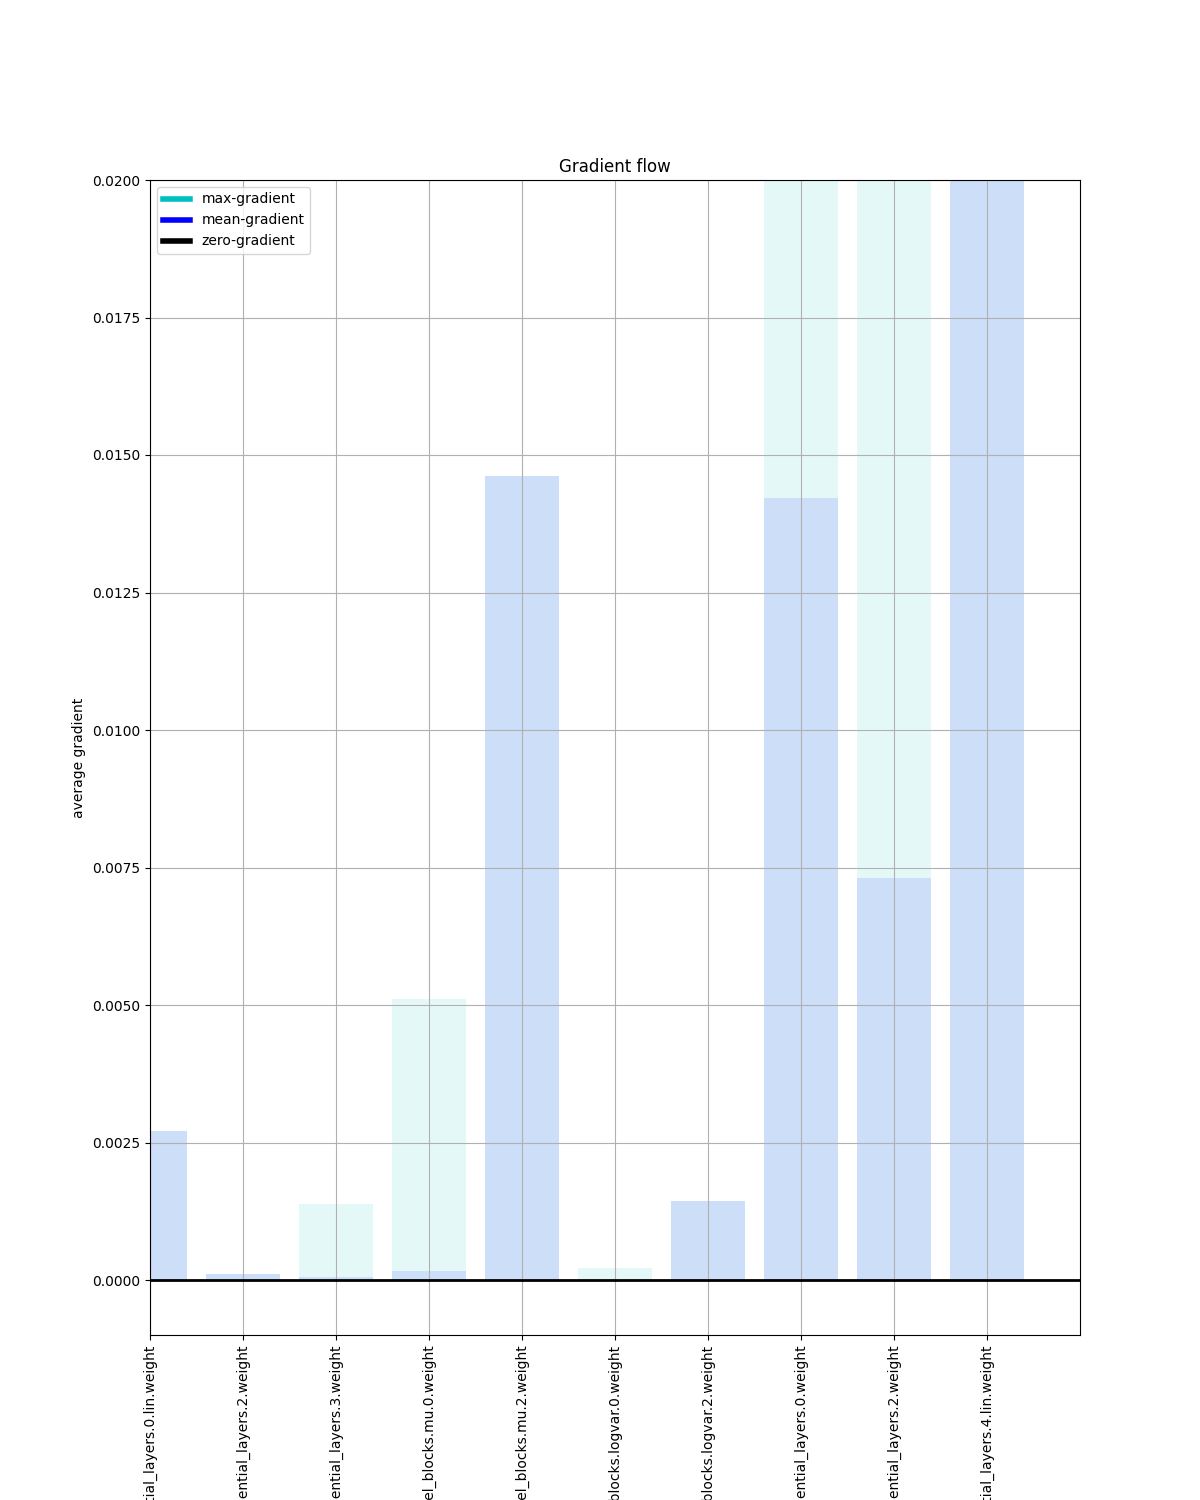 Gradient flow
max-gradient
mean-gradient
zero-gradient
0.0200
0.0175
0.0150
0.0125
0.0100
0.0075
0.0050
0.0025
0.0000
average gradient
tial_layers.0.lin.weight
ential_layers.2.weight
ential_layers.3.weight
el_blocks.mu.0.weight
el_blocks.mu.2.weight
blocks.logvar.0.weight
blocks.logvar.2.weight
ential_layers.0.weight
ential_layers.2.weight
tial_layers.4.lin.weight